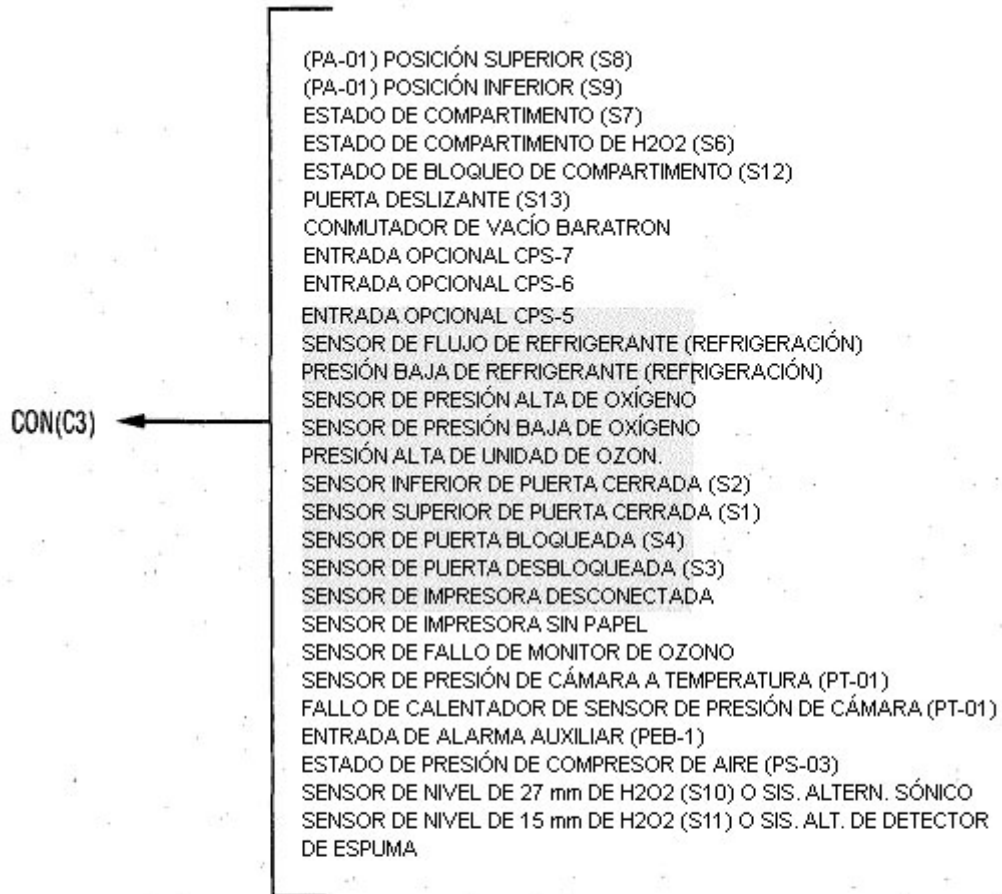 (PA-01) POSICIÓN SUPERIOR (S8)
(PA-01) POSICIÓN INFERIOR (S9)
ESTADO DE COMPARTIMENTO (S7)
ESTADO DE COMPARTIMENTO DE H2O2 (S6)
ESTADO DE BLOQUEO DE COMPARTIMENTO (S12)
PUERTA DESLIZANTE (S13)
CONMUTADOR DE VACÍO BARATRON
ENTRADA OPCIONAL CPS-7
ENTRADA OPCIONAL CPS-6
ENTRADA OPCIONAL CPS-5
SENSOR DE FLUJO DE REFRIGERANTE (REFRIGERACIÓN)
PRESIÓN BAJA DE REFRIGERANTE (REFRIGERACIÓN)
SENSOR DE PRESIÓN ALTA DE OXÍGENO
CON(C3)
SENSOR DE PRESIÓN BAJA DE OXÍGENO
PRESIÓN ALTA DE UNIDAD DE OZON.
SENSOR INFERIOR DE PUERTA CERRADA (S2)
SENSOR SUPERIOR DE PUERTA CERRADA (S1)
SENSOR DE PUERTA BLOQUEADA (S4)
SENSOR DE PUERTA DESBLOQUEADA (S3)
SENSOR DE IMPRESORA DESCONECTADA
SENSOR DE IMPRESORA SIN PAPEL
SENSOR DE FALLO DE MONITOR DE OZONO
SENSOR DE PRESIÓN DE CÁMARA A TEMPERATURA (PT-01)
FALLO DE CALENTADOR DE SENSOR DE PRESIÓN DE CÁMARA (PT-01)
ENTRADA DE ALARMA AUXILIAR (PEB-1)
ESTADO DE PRESIÓN DE COMPRESOR DE AIRE (PS-03)
SENSOR DE NIVEL DE 27 mm DE H2O2 (S10) O SIS. ALTERN. SÓNICO
SENSOR DE NIVEL DE 15 mm DE H2O2 (S11) O SIS. ALT. DE DETECTOR
DE ESPUMA